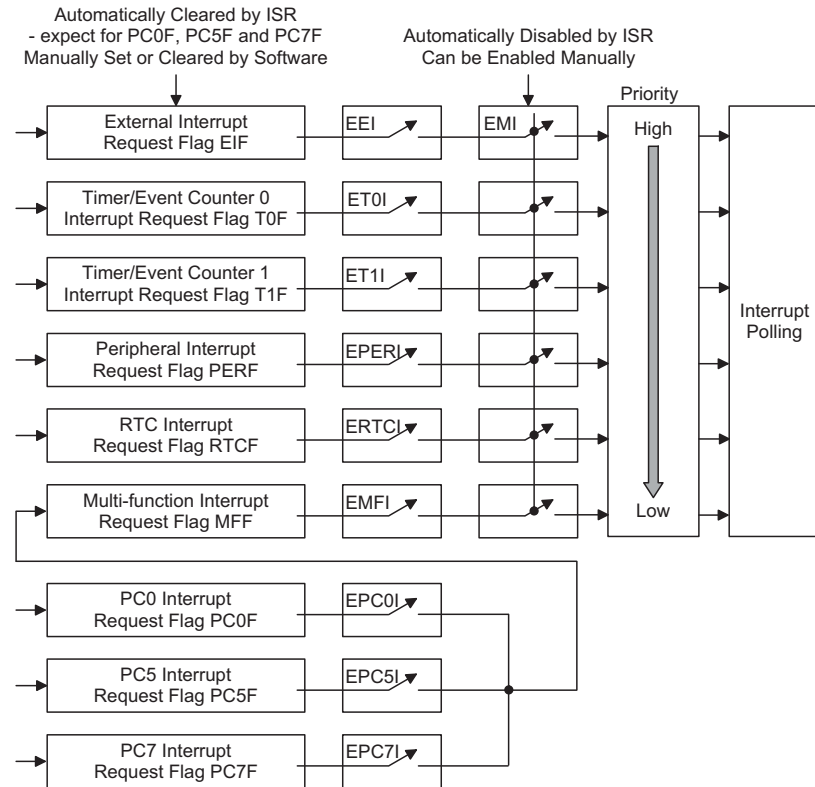 Automatically Cleared by ISR
- expect for PC0F, PC5F and PC7F
Manually Set or Cleared by Software
Automatically Disabled by ISR
Can be Enabled Manually
Priority
External Interrupt
Request Flag EIF
EEI
EMI
High
Timer/Event Counter 0
Interrupt Request Flag T0F
ET0I
Timer/Event Counter 1
Interrupt Request Flag T1F
ET1I
Interrupt
Polling
Peripheral Interrupt
Request Flag PERF
EPERI
RTC Interrupt
Request Flag RTCF
ERTCI
Multi-function Interrupt
Request Flag MFF
EMFI
Low
PC0 Interrupt
Request Flag PC0F
EPC0I
PC5 Interrupt
Request Flag PC5F
EPC5I
PC7 Interrupt
Request Flag PC7F
EPC7I